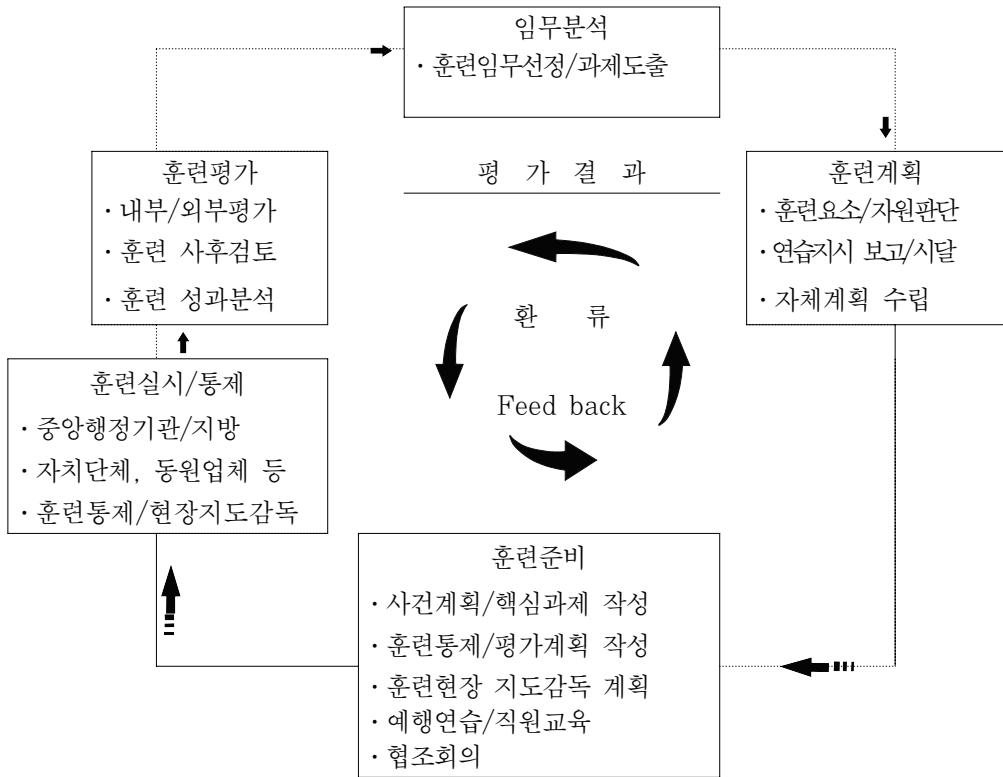 임무분석
· 훈련임무선정/과제도출
훈련평가
· 내부/외부평가
· 훈련 사후검토
· 훈련 성과분석
평 가 결 과
환 류
Feed back
훈련계획
· 훈련요소/자원판단
· 연습지시 보고/시달
· 자체계획 수립
훈련실시/통제
· 중앙행정기관/지방
· 자치단체, 동원업체 등
· 훈련통제/현장지도감독
훈련준비
· 사건계획/핵심과제 작성
· 훈련통제/평가계획 작성
· 훈련현장 지도감독 계획
· 예행연습/직원교육
· 협조회의